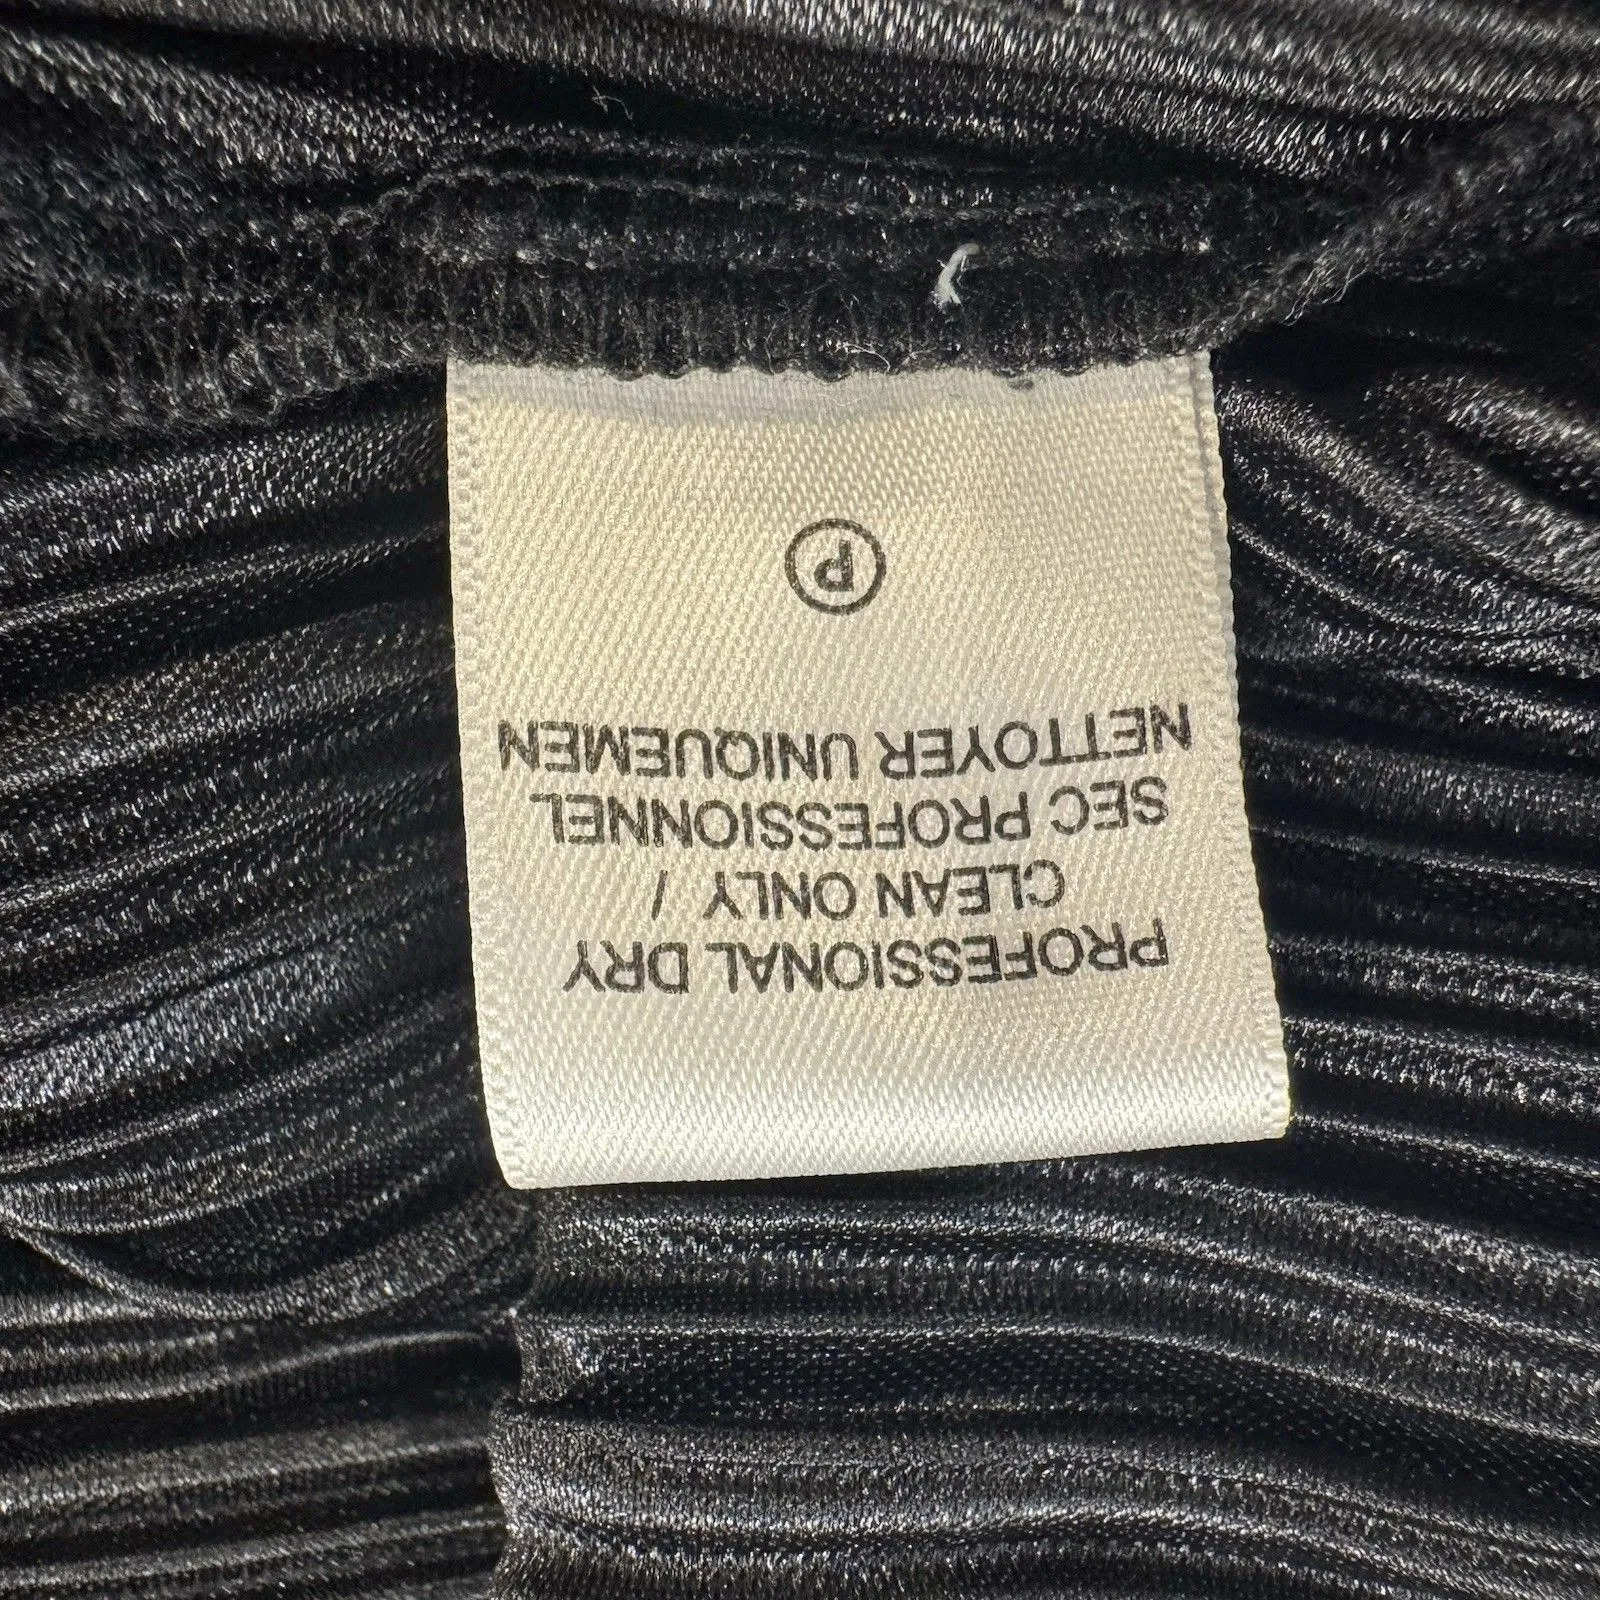 PROFESSIONAL DRY
CLEAN ONLY /
SEC PROFESSIONNEL
NETTOYER UNIQUEMEN
P